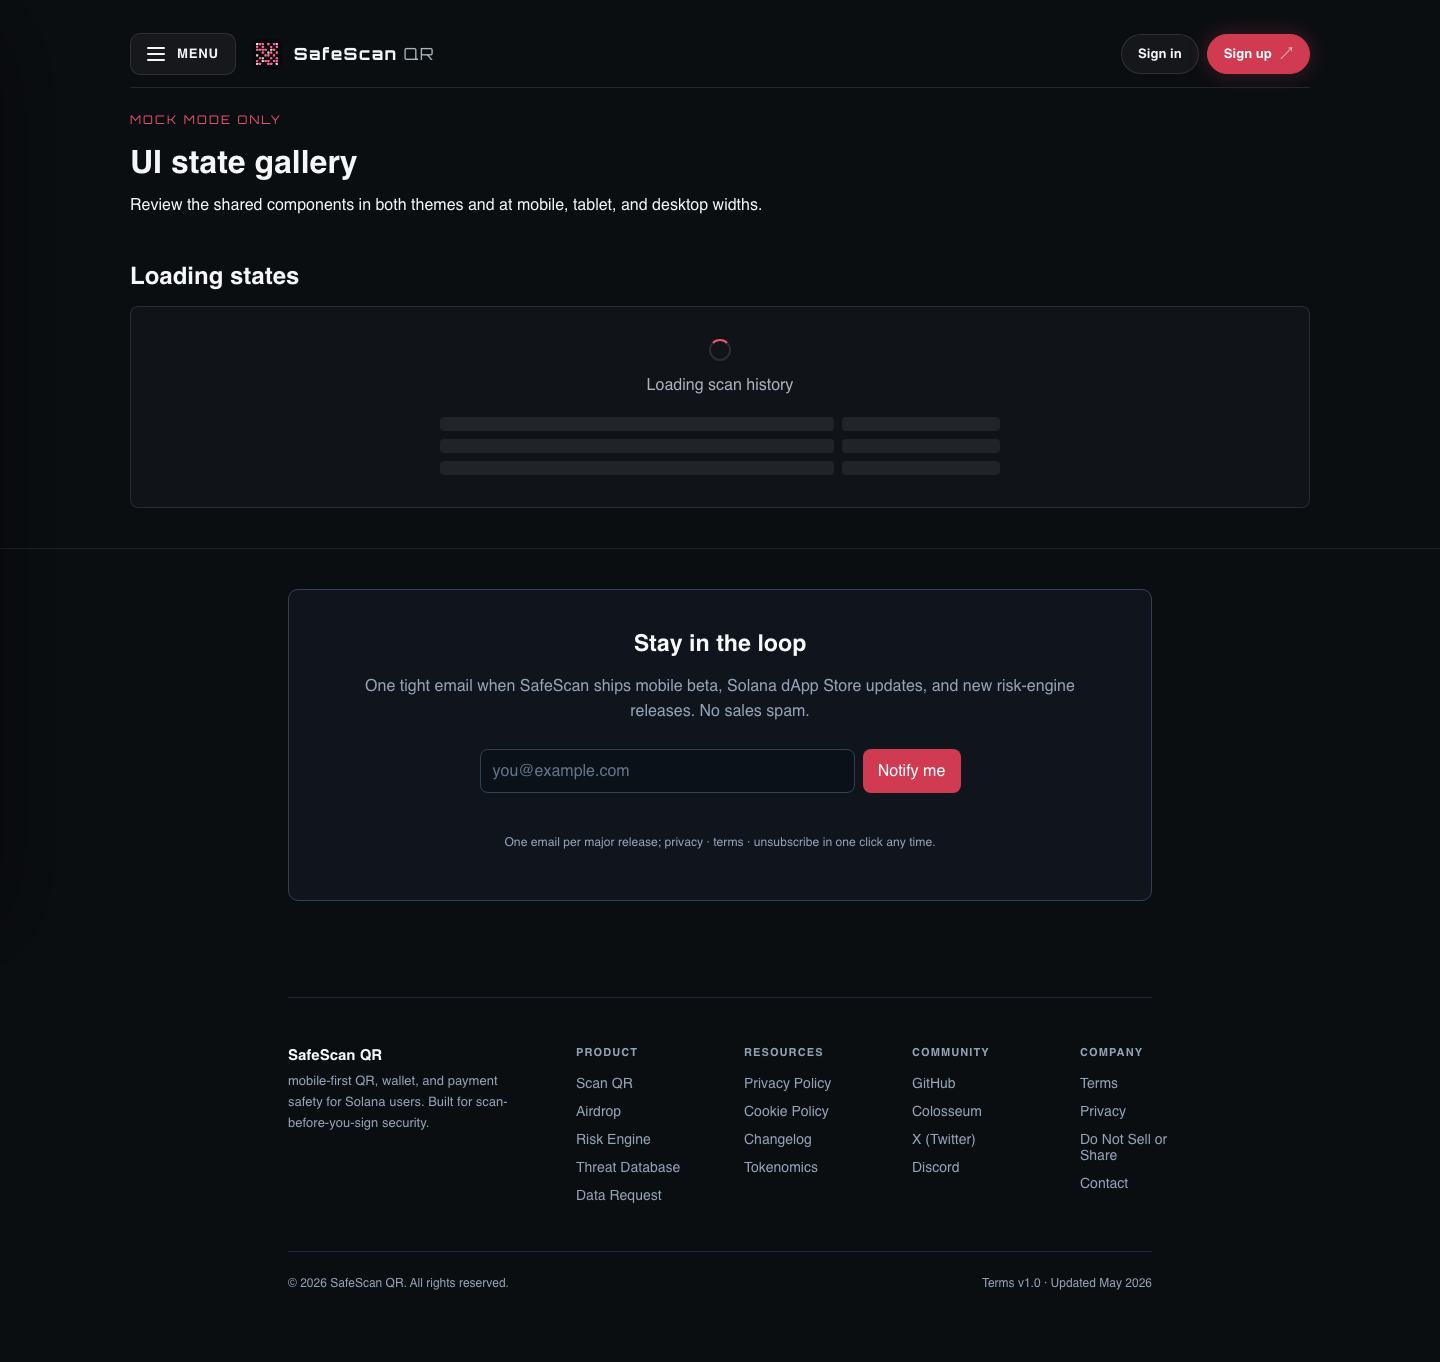 MENU
SafeScan QR
Sign in
Sign up ↗
MOCK MODE ONLY
UI state gallery
Review the shared components in both themes and at mobile, tablet, and desktop widths.
Loading states
Loading scan history
Stay in the loop
One tight email when SafeScan ships mobile beta, Solana dApp Store updates, and new risk-engine
releases. No sales spam.
you@example.com
Notify me
One email per major release; privacy · terms · unsubscribe in one click any time.
SafeScan QR
mobile-first QR, wallet, and payment
safety for Solana users. Built for scan-
before-you-sign security.
PRODUCT
Scan QR
Airdrop
Risk Engine
Threat Database
Data Request
RESOURCES
Privacy Policy
Cookie Policy
Changelog
Tokenomics
COMMUNITY
GitHub
Colosseum
X (Twitter)
Discord
COMPANY
Terms
Privacy
Do Not Sell or
Share
Contact
© 2026 SafeScan QR. All rights reserved.
Terms v1.0 · Updated May 2026